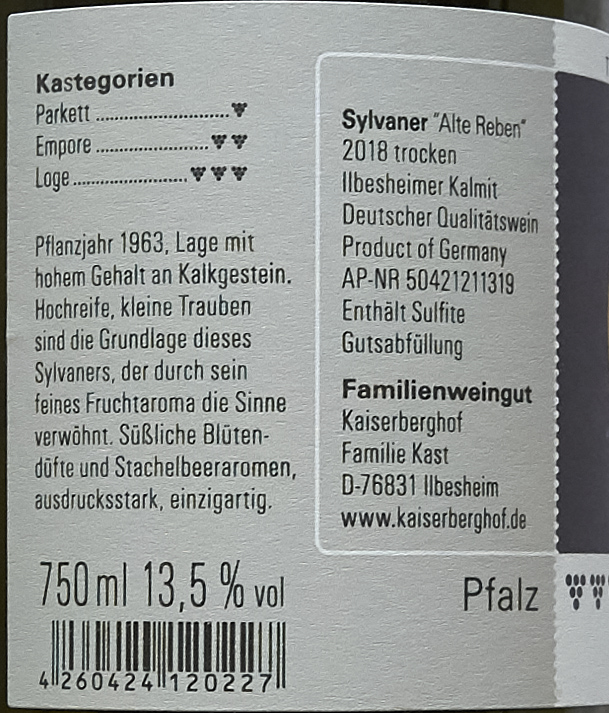 Kastegorien
Parkett ..............................
Empore .........................
Loge.........................
Pflanzjahr 1963, Lage mit
hohem Gehalt an Kalkgestein.
Hochreife, kleine Trauben
sind die Grundlage dieses
Sylvaners, der durch sein
feines Fruchtaroma die Sinne
verwöhnt. Süßliche Blüten-
düfte und Stachelbeeraromen,
ausdrucksstark, einzigartig.
750 ml 13,5 % vol
4 260424 120227
Sylvaner "Alte Reben"
2018 trocken
Ilbesheimer Kalmit
Deutscher Qualitätswein
Product of Germany
AP-NR 50421211319
Enthält Sulfite
Gutsabfüllung
Familienweingut
Kaiserberghof
Familie Kast
D-76831 Ilbesheim
www.kaiserberghof.de
Pfalz